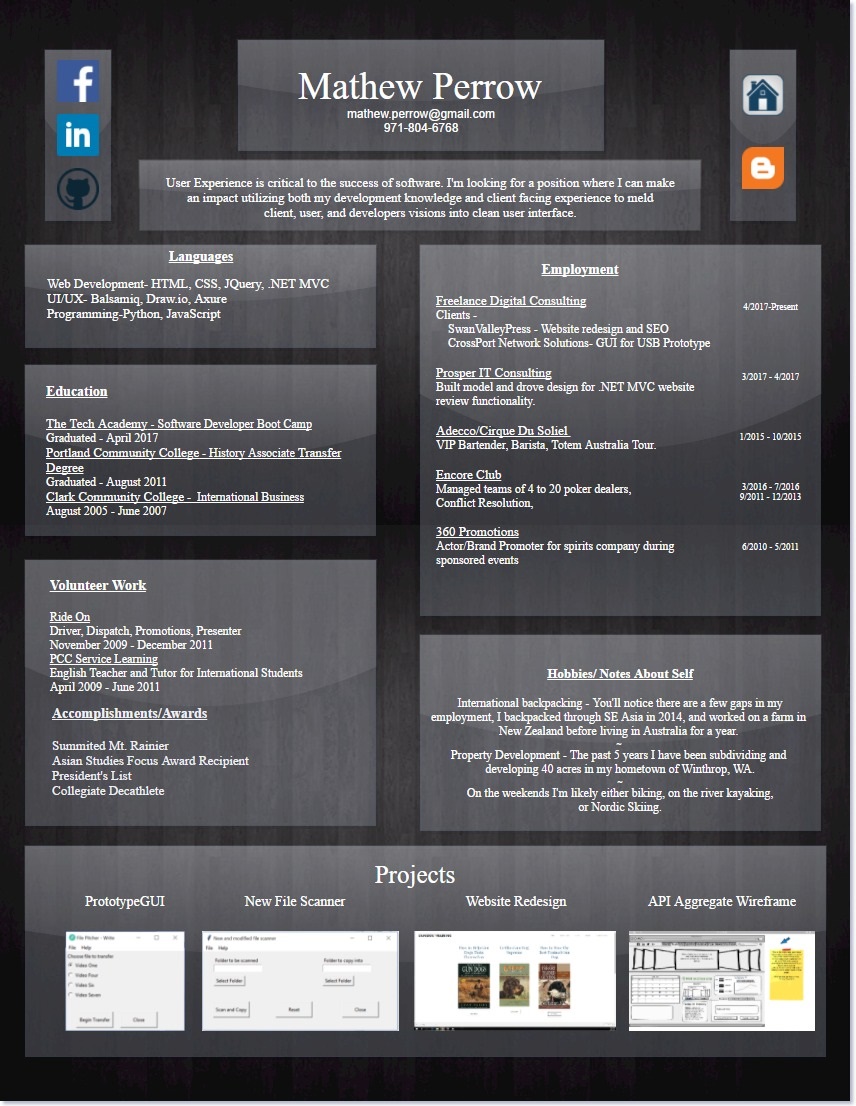 Mathew Perrow
mathew.perrow@gmail.com
971-804-6768
User Experience is critical to the success of software. I'm looking for a position where I can make
an impact utilizing both my development knowledge and client facing experience to meld
client, user, and developers visions into clean user interface.
Languages
Web Development- HTML, CSS, JQuery, .NET MVC
UI/UX- Balsamiq, Draw.io, Axure
Programming-Python, JavaScript
Education
The Tech Academy - Software Developer Boot Camp
Graduated - April 2017
Portland Community College - History Associate Transfer
Degree
Graduated - August 2011
Clark Community College - International Business
August 2005 - June 2007
Volunteer Work
Ride On
Driver, Dispatch, Promotions, Presenter
November 2009 - December 2011
PCC Service Learning
English Teacher and Tutor for International Students
April 2009 - June 2011
Accomplishments/Awards
Summited Mt. Rainier
Asian Studies Focus Award Recipient
President's List
Collegiate Decathlete
Employment
Freelance Digital Consulting 4/2017-Present
Clients -
SwanValleyPress - Website redesign and SEO
CrossPort Network Solutions- GUI for USB Prototype
Prosper IT Consulting 3/2017 - 4/2017
Built model and drove design for .NET MVC website
review functionality.
Adecco/Cirque Du Soliel 1/2015 - 10/2015
VIP Bartender, Barista, Totem Australia Tour.
Encore Club
Managed teams of 4 to 20 poker dealers, 3/2016 - 7/2016
Conflict Resolution, 9/2011 - 12/2013
360 Promotions
Actor/Brand Promoter for spirits company during 6/2010 - 5/2011
sponsored events
Hobbies/ Notes About Self
International backpacking - You'll notice there are a few gaps in my
employment, I backpacked through SE Asia in 2014, and worked on a farm in
New Zealand before living in Australia for a year.
~
Property Development - The past 5 years I have been subdividing and
developing 40 acres in my hometown of Winthrop, WA.
~
On the weekends I'm likely either biking, on the river kayaking,
or Nordic Skiing.
Projects
PrototypeGUI
New File Scanner
Website Redesign
API Aggregate Wireframe
File Pitcher - Write
File Help
Choose file to transfer
Video One
Video Four
Video Six
Video Seven
Begin Transfer Close
New and modified file scanner
File Help
Folder to be scanned Folder to copy into
Select Folder Select Folder
Scan and Copy Reset Close
GUN DOGS